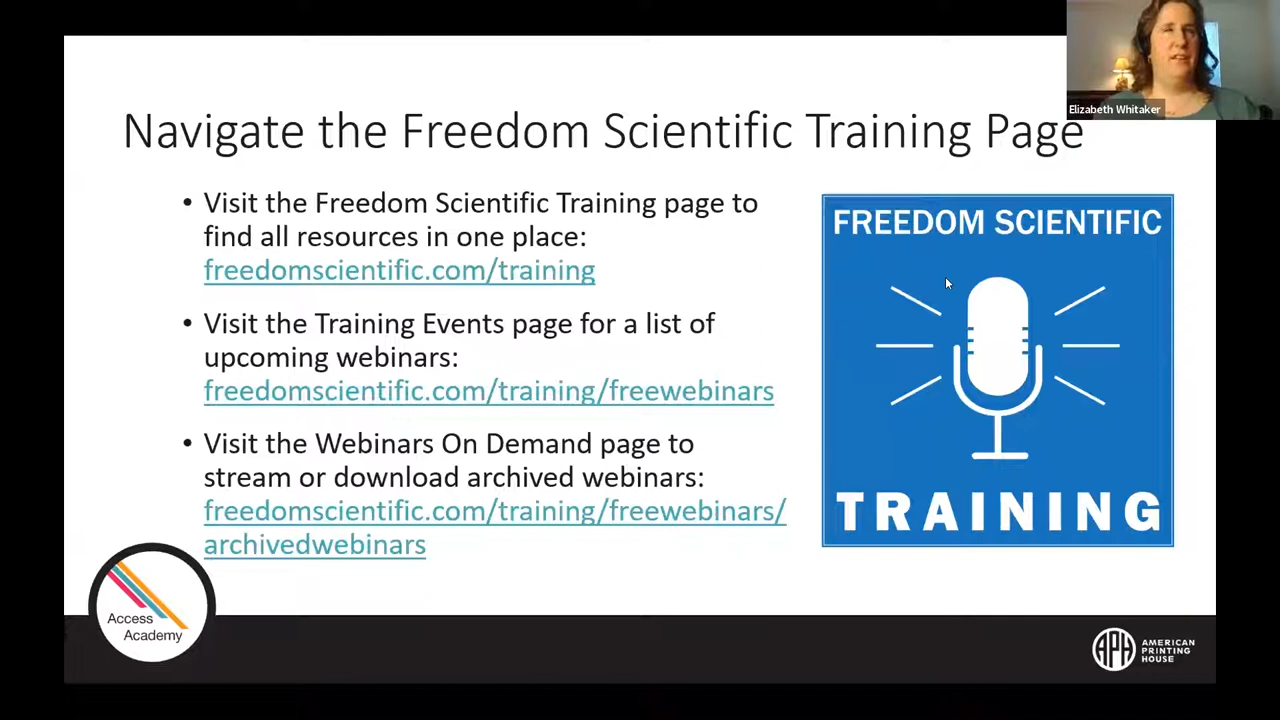 Elizabeth Whitaker
Navigate the Freedom Scientific Training Page
• Visit the Freedom Scientific Training page to
find all resources in one place:
freedomscientific.com/training
• Visit the Training Events page for a list of
upcoming webinars:
freedomscientific.com/training/freewebinars
• Visit the Webinars On Demand page to
stream or download archived webinars:
freedomscientific.com/training/freewebinars/
archivedwebinars
FREEDOM SCIENTIFIC
TRAINING
Access
Academy
APH
AMERICAN
PRINTING
HOUSE